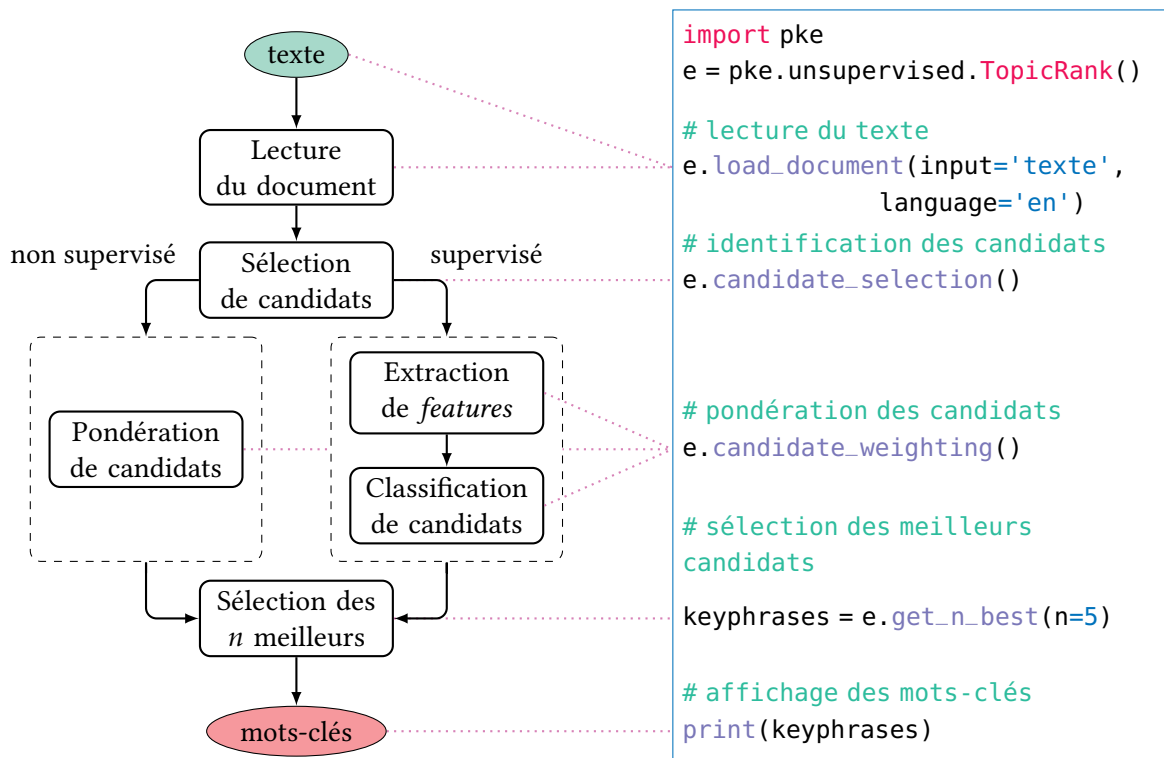 texte
Lecture
du document
non supervisé
supervisé
Sélection
de candidats
Pondération
de candidats
Extraction
de features
Classification
de candidats
Sélection des
n meilleurs
mots-clés
import pke
e = pke.unsupervised.TopicRank()
# lecture du texte
e.load_document(input='texte',
language='en')
# identification des candidats
e.candidate_selection()
# pondération des candidats
e.candidate_weighting()
# sélection des meilleurs
candidats
keyphrases = e.get_n_best(n=5)
# affichage des mots-clés
print(keyphrases)